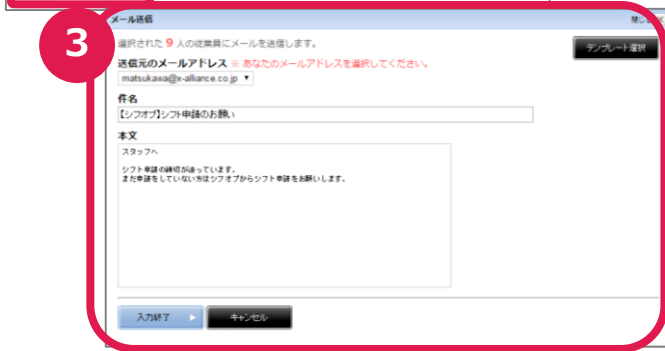 メール送信
3
選択された 9 人の従業員にメールを送信します。
テンプレート選択
送信元のメールアドレス ※ あなたのメールアドレスを選択してください。
matsukawa@x-alliance.co.jp ▼
件名
【シフオプ】シフト申請のお願い
本文
スタッフへ
シフト申請の締切が迫っています。
まだ申請をしていない方はシフオプからシフト申請をお願いします。
入力終了
キャンセル